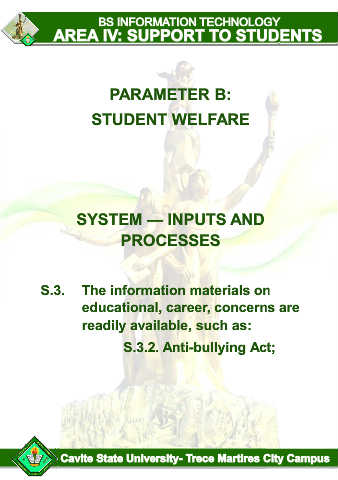 BS INFORMATION TECHNOLOGY
AREA IV: SUPPORT TO STUDENTS
PARAMETER B:
STUDENT WELFARE
SYSTEM — INPUTS AND
PROCESSES
S.3. The information materials on
educational, career, concerns are
readily available, such as:
S.3.2. Anti-bullying Act;
Cavite State University- Trece Martires City Campus